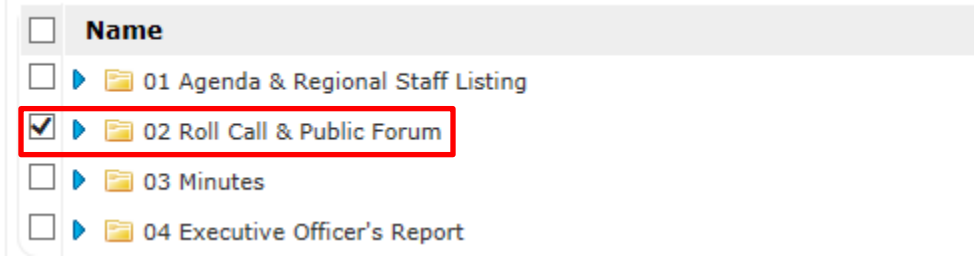 Name
01 Agenda & Regional Staff Listing
02 Roll Call & Public Forum
03 Minutes
04 Executive Officer's Report